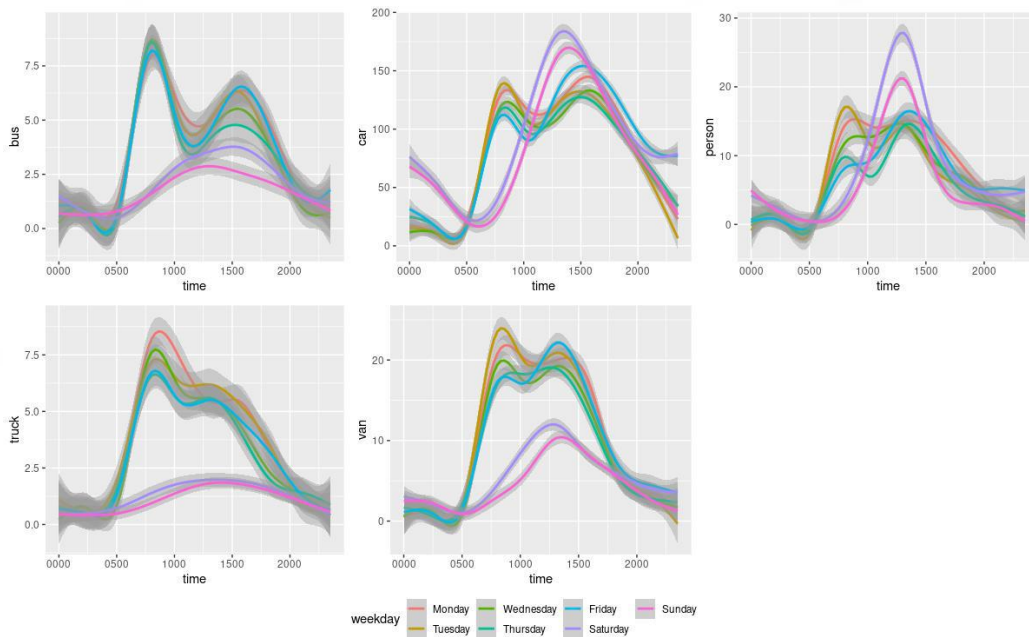 bus
7.5
5.0
2.5
0.0
0000 0500 1000 1500 2000
time
car
200
150
100
50
0
0000 0500 1000 1500 2000
time
person
30
20
10
0
0000 0500 1000 1500 2000
time
truck
7.5
5.0
2.5
0.0
0000 0500 1000 1500 2000
time
van
20
10
0
0000 0500 1000 1500 2000
time
weekday
Monday Wednesday Friday Sunday
Tuesday Thursday Saturday